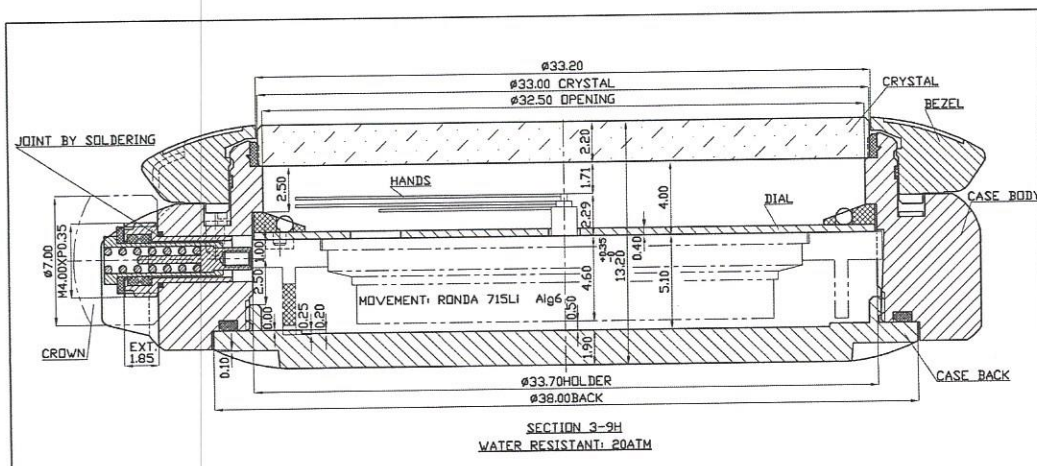 ø33.20
ø33.00 CRYSTAL
ø32.50 OPENING
CRYSTAL
BEZEL
JOINT BY SOLDERING
HANDS
2.50
2.20
1.71
2.29
4.00
DIAL
CASE BODY
ø7.00
M4.00XP0.35
1.00
2.50
0.00
0.25
0.20
4.60
+0.35
-0
13.20
0.40
5.10
MOVEMENT: RONDA 715Li Alg6
0.50
1.90
CROWN
EXT
1.85
0.10
ø33.70HOLDER
ø38.00BACK
CASE BACK
SECTION 3-9H
WATER RESISTANT: 20ATM